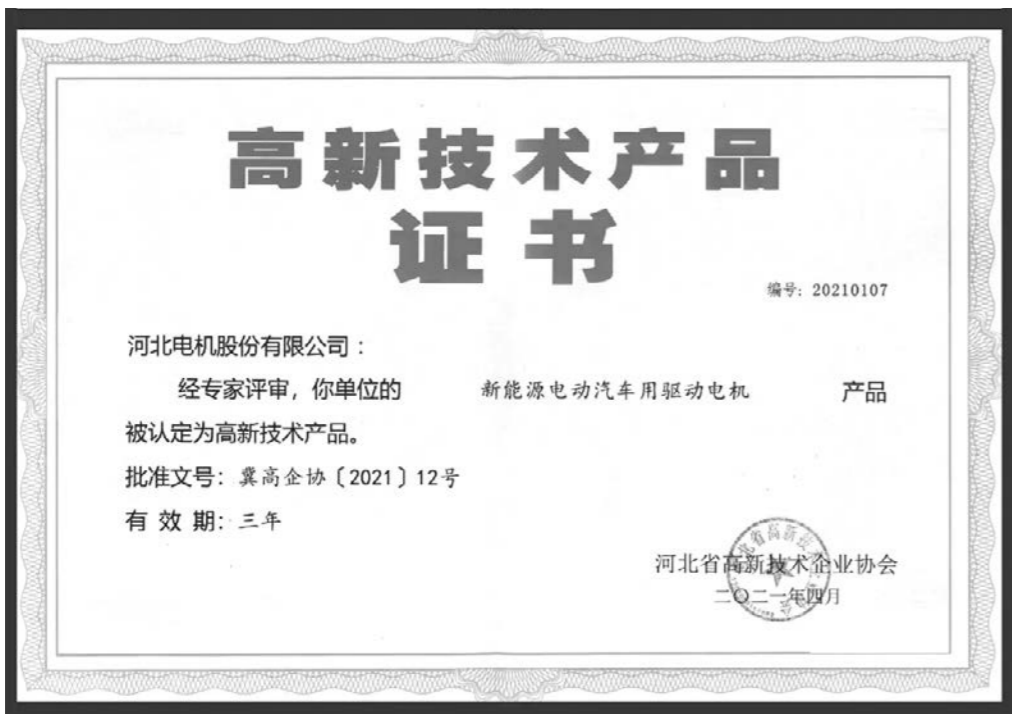 高新技术产品
证书
编号: 20210107
河北电机股份有限公司：
经专家评审，你单位的 新能源电动汽车用驱动电机 产品
被认定为高新技术产品。
批准文号：冀高企协〔2021〕12号
有效期：三年
河北省高新技术企业协会
二〇二一年四月